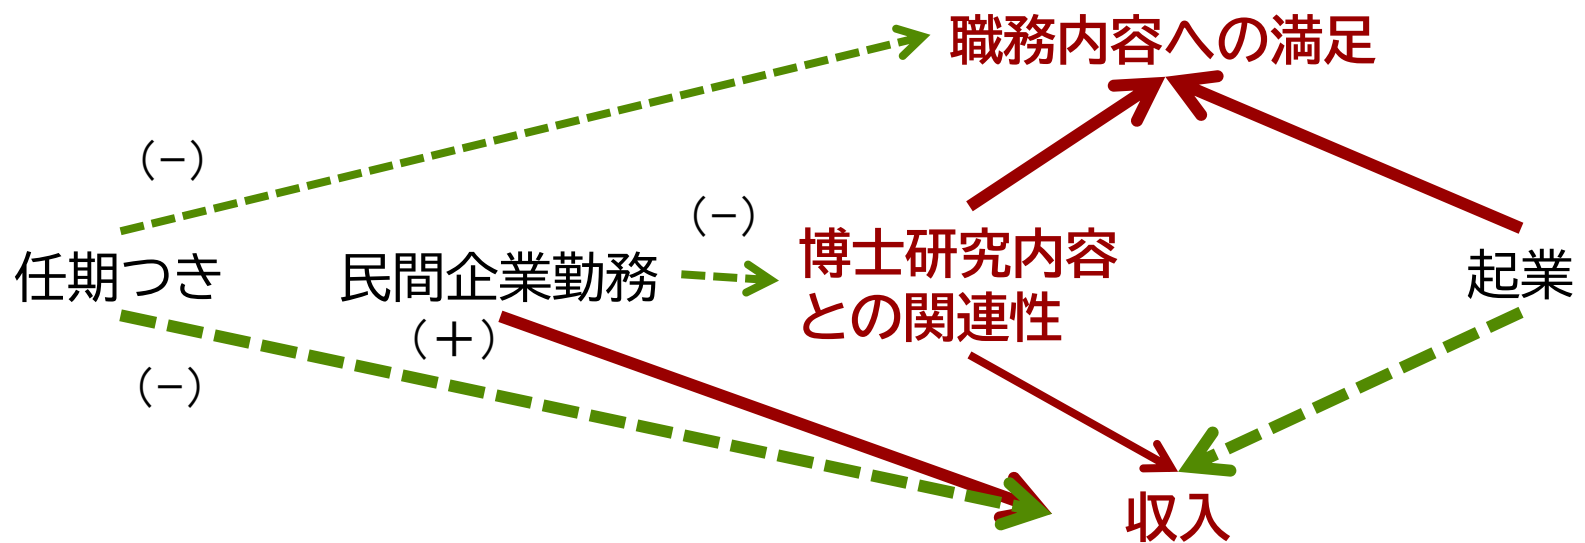 職務内容への満足
（−）
（−）
任期つき
民間企業勤務
博士研究内容
との関連性
起業
（＋）
（−）
収入